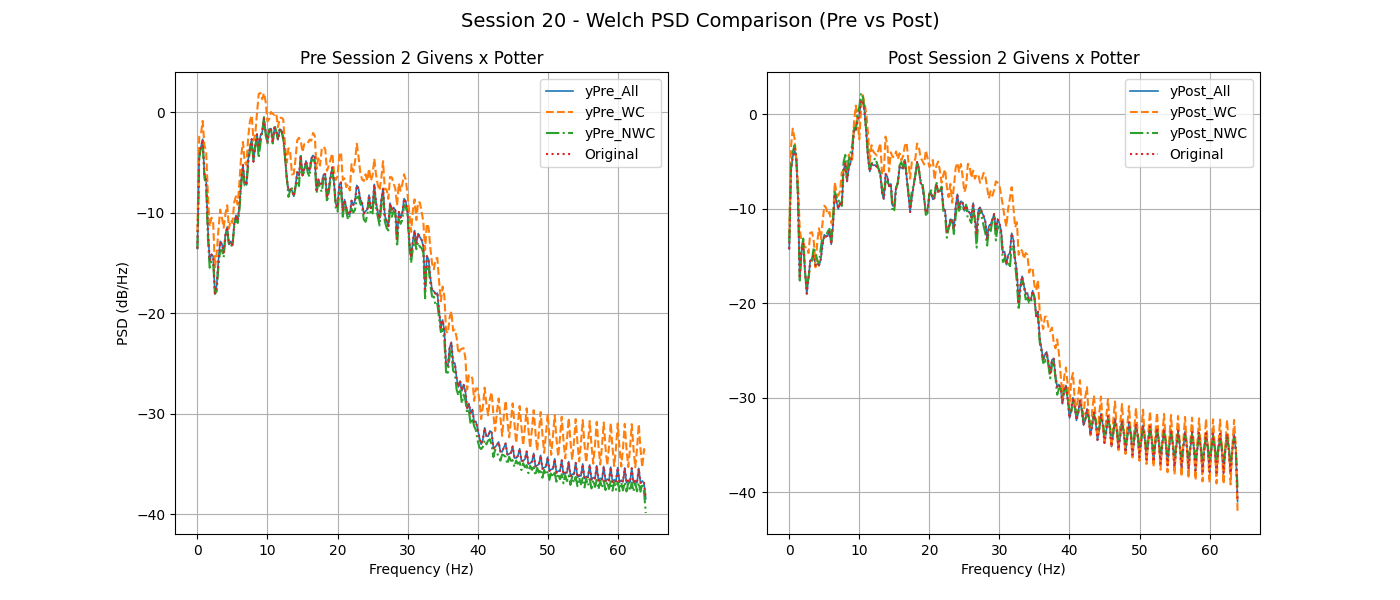 Session 20 - Welch PSD Comparison (Pre vs Post)
Pre Session 2 Givens x Potter
yPre_All
yPre_WC
yPre_NWC
Original
0
−10
−20
−30
−40
PSD (dB/Hz)
0 10 20 30 40 50 60
Frequency (Hz)
Post Session 2 Givens x Potter
yPost_All
yPost_WC
yPost_NWC
Original
0
−10
−20
−30
−40
0 10 20 30 40 50 60
Frequency (Hz)